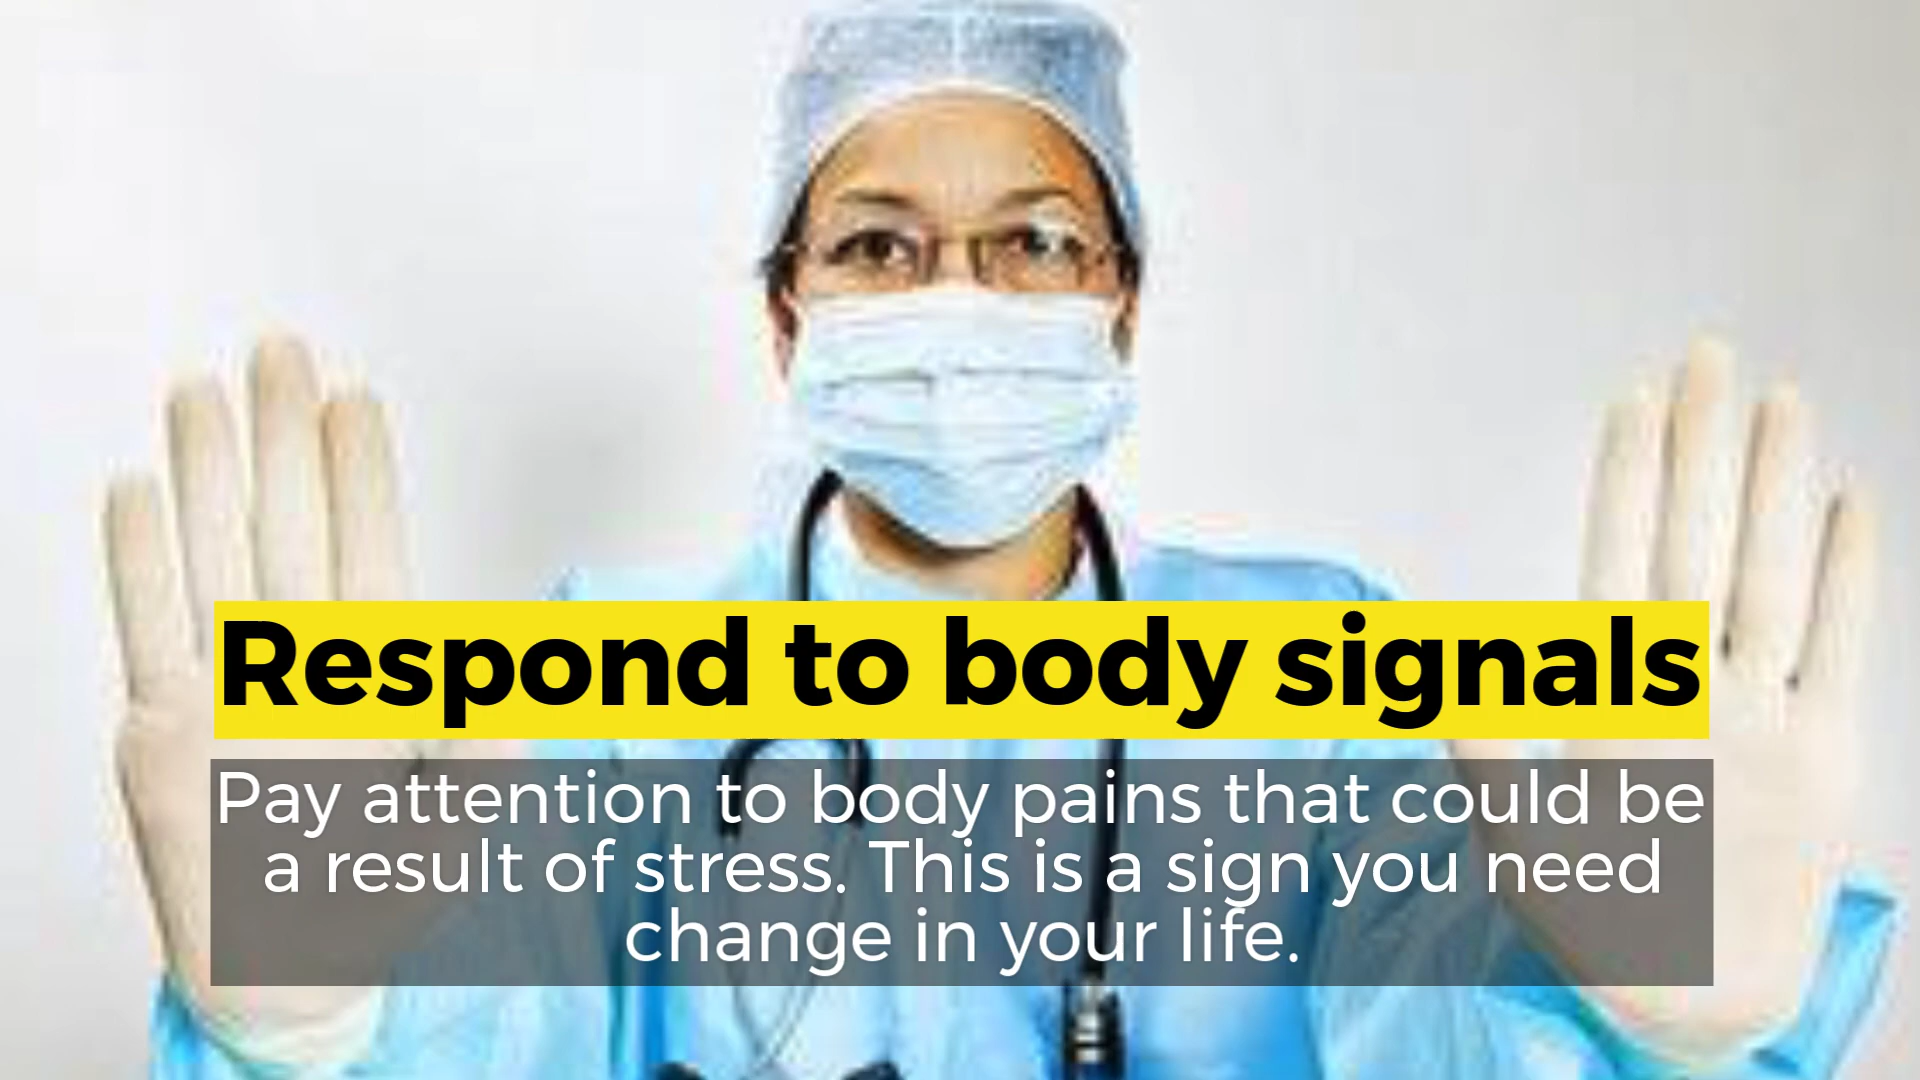 Respond to body signals
Pay attention to body pains that could be
a result of stress. This is a sign you need
change in your life.